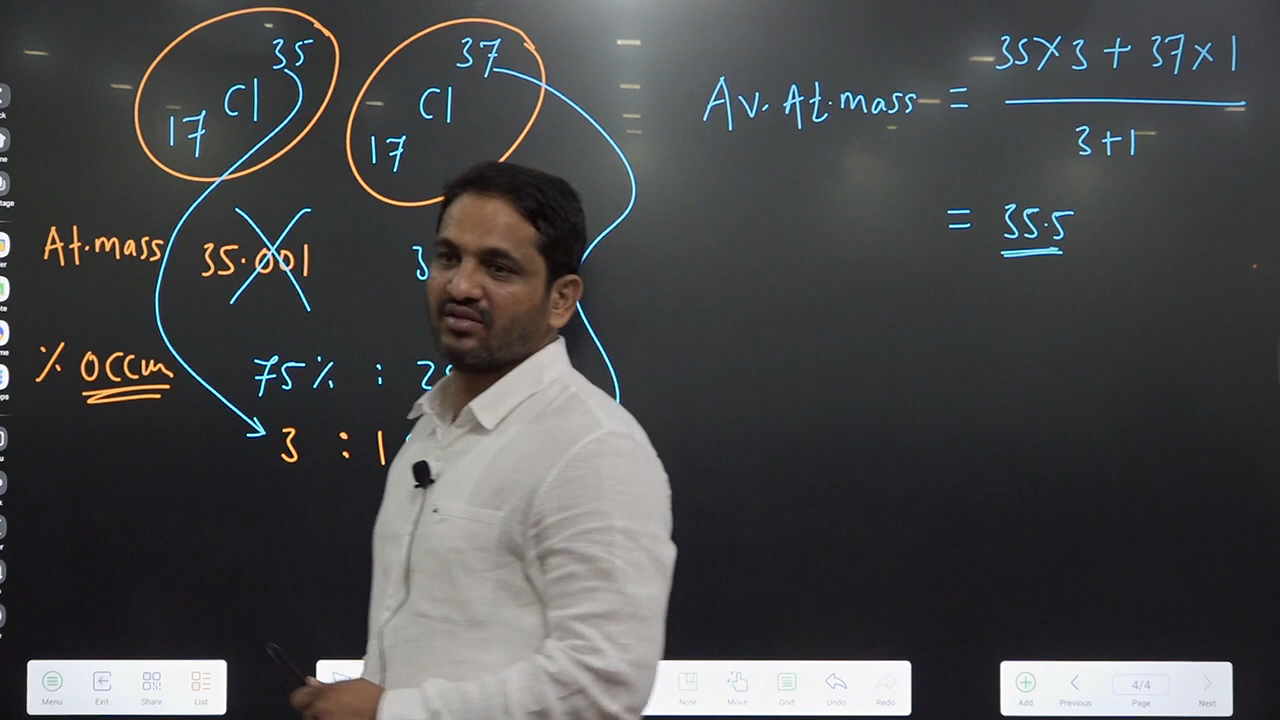 35 37
Cl Cl
17 17
Av. At. mass = 35×3 + 37×1
3+1
= 35.5
At. mass 35.001
% occur 75% :
3 : 1
Menu Exit Share List
Note Move Grid Undo Redo
4/4
Add Previous Page Next